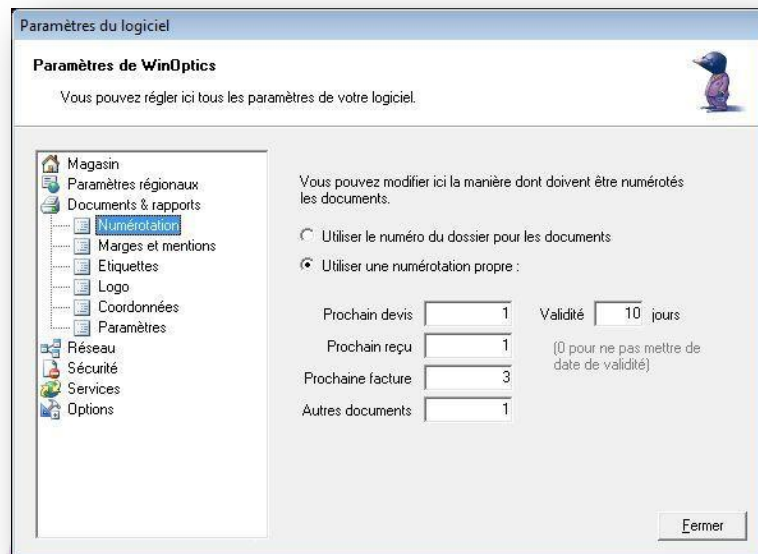 Paramètres du logiciel
Paramètres de WinOptics
Vous pouvez régler ici tous les paramètres de votre logiciel.
Magasin
Paramètres régionaux
Documents & rapports
Numérotation
Marges et mentions
Etiquettes
Logo
Coordonnées
Paramètres
Réseau
Sécurité
Services
Options
Vous pouvez modifier ici la manière dont doivent être numérotés
les documents.
Utiliser le numéro du dossier pour les documents
Utiliser une numérotation propre :
Prochain devis 1 Validité 10 jours
Prochain reçu 1
(0 pour ne pas mettre de
date de validité)
Prochaine facture 3
Autres documents 1
Fermer